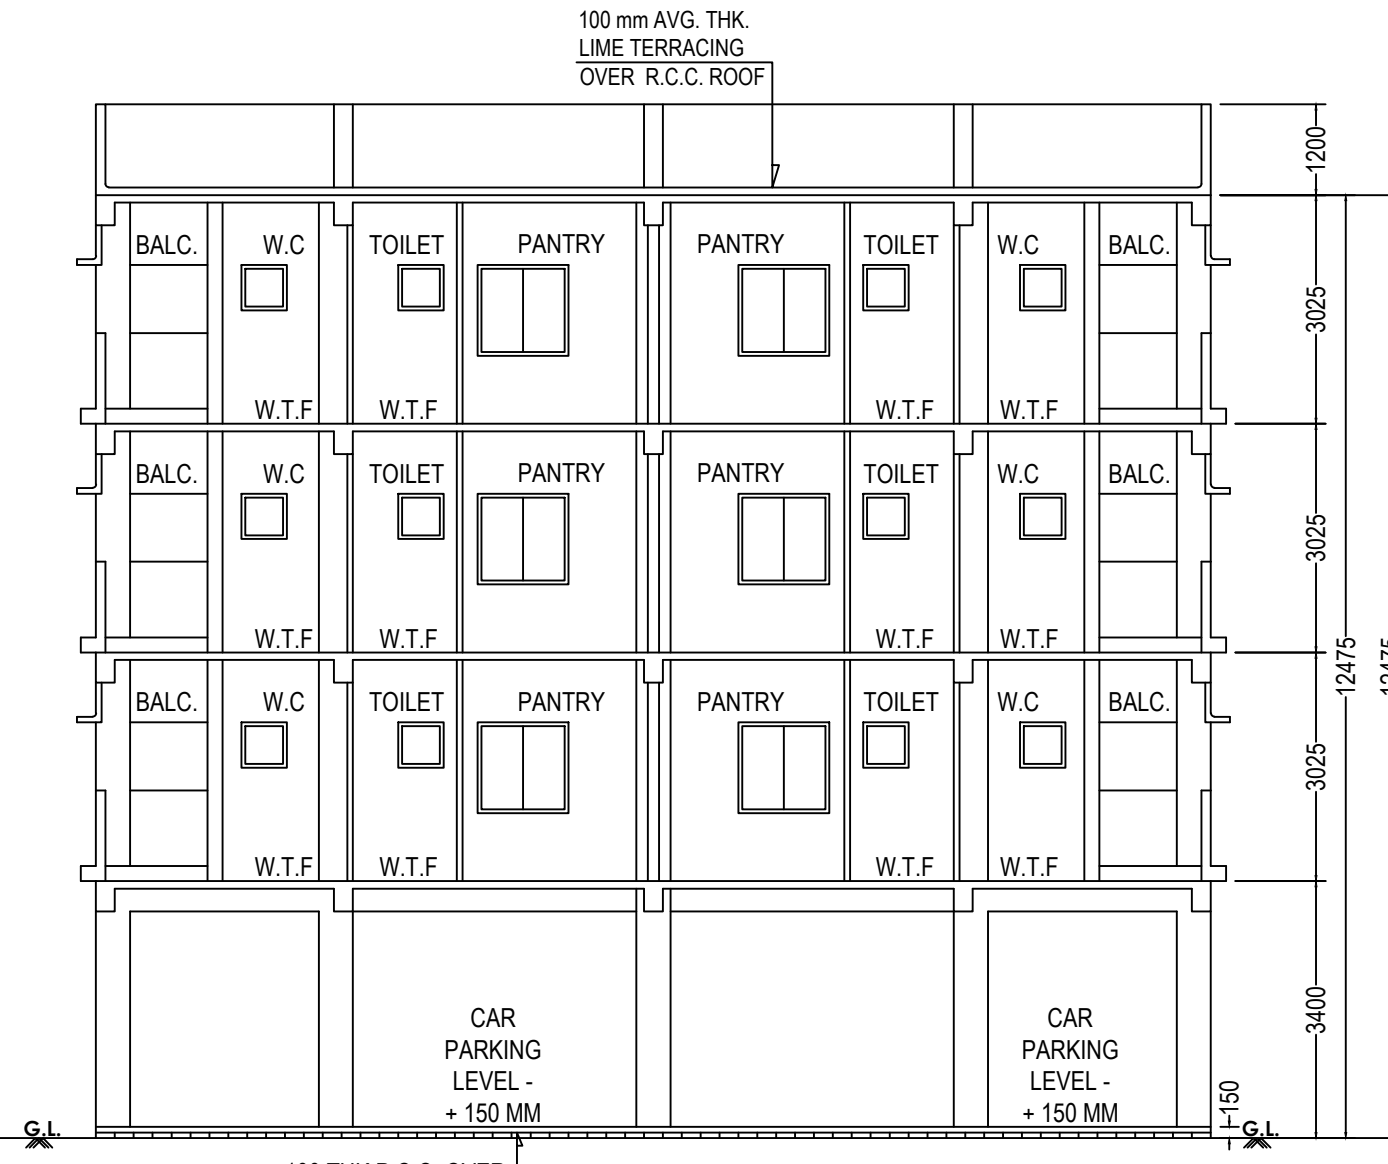 100 mm AVG. THK.
LIME TERRACING
OVER R.C.C. ROOF
1200
BALC. W.C TOILET PANTRY PANTRY TOILET W.C BALC.
3025
W.T.F W.T.F W.T.F W.T.F
BALC. W.C TOILET PANTRY PANTRY TOILET W.C BALC.
3025
W.T.F W.T.F W.T.F W.T.F
12475
12475
BALC. W.C TOILET PANTRY PANTRY TOILET W.C BALC.
3025
W.T.F W.T.F W.T.F W.T.F
3400
CAR
PARKING
LEVEL -
+ 150 MM
CAR
PARKING
LEVEL -
+ 150 MM
150
G.L.
G.L.